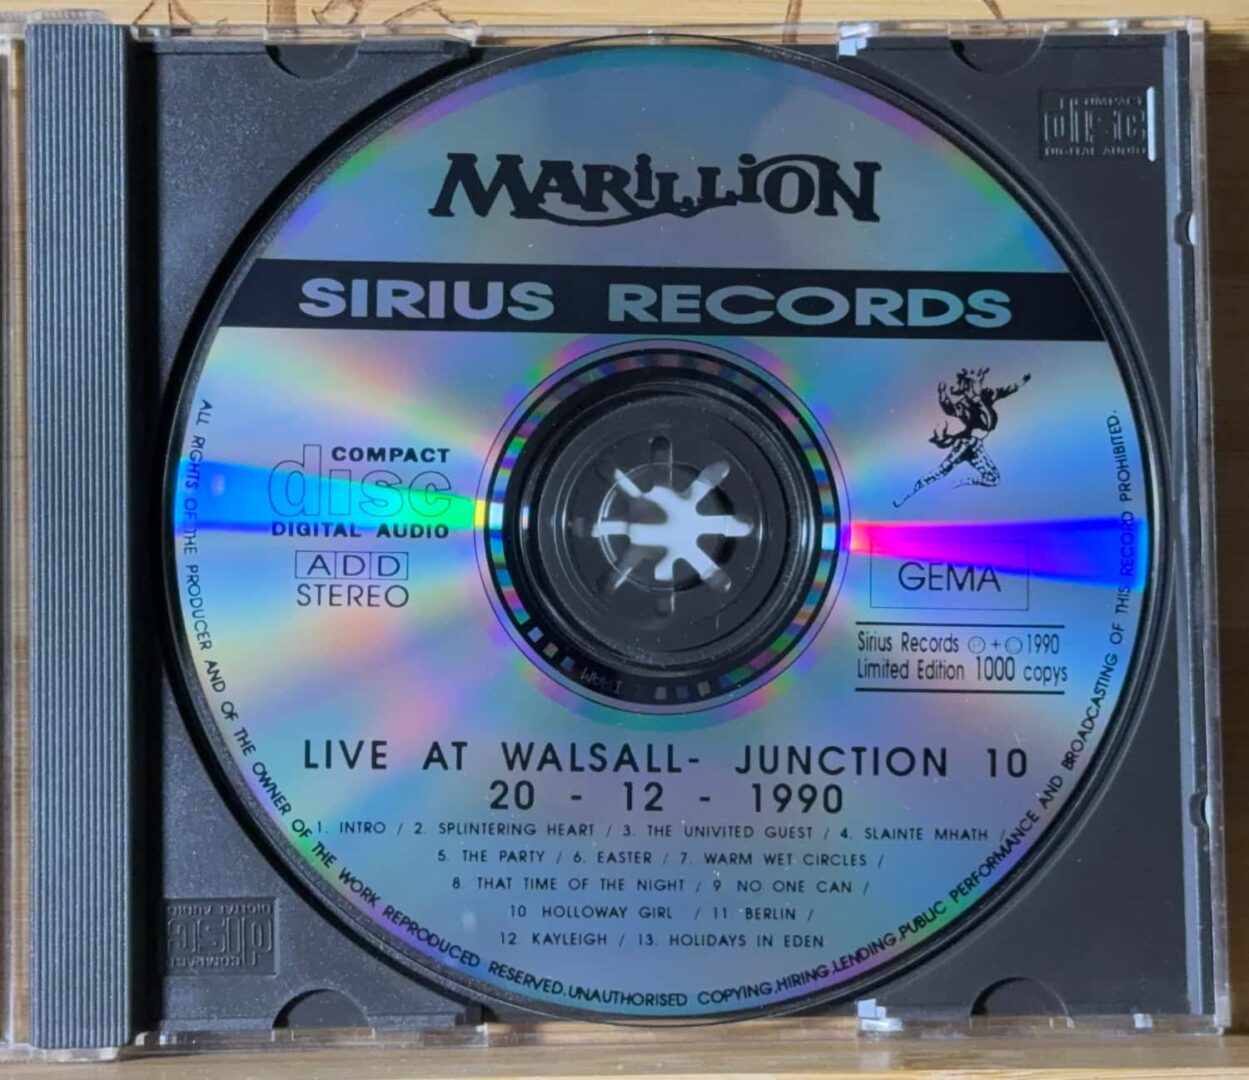 COMPACT
disc
DIGITAL AUDIO
MARiLLiON
SIRIUS RECORDS
COMPACT
disc
DIGITAL AUDIO
ADD
STEREO
GEMA
Sirius Records ℗+©1990
Limited Edition 1000 copys
LIVE AT WALSALL- JUNCTION 10
20 - 12 - 1990
1. INTRO / 2. SPLINTERING HEART / 3. THE UNIVITED GUEST / 4. SLAINTE MHATH /
5. THE PARTY / 6. EASTER / 7. WARM WET CIRCLES /
8. THAT TIME OF THE NIGHT / 9. NO ONE CAN /
10 HOLLOWAY GIRL / 11. BERLIN /
12. KAYLEIGH / 13. HOLIDAYS IN EDEN
ALL RIGHTS OF THE PRODUCER AND OF THE OWNER OF THE WORK REPRODUCED RESERVED.UNAUTHORISED COPYING.HIRING.LENDING.PUBLIC PERFORMANCE AND BROADCASTING OF THIS RECORD PROHIBITED.
COMPACT
disc
DIGITAL AUDIO